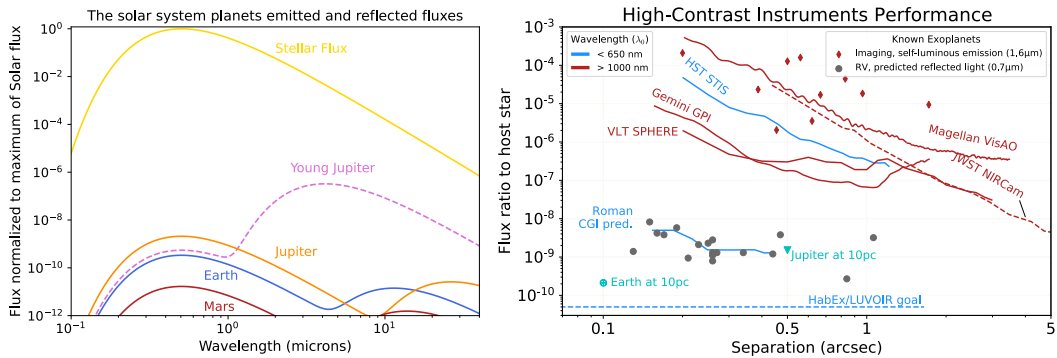 The solar system planets emitted and reflected fluxes
Flux normalized to maximum of Solar flux
10^0
10^-2
10^-4
10^-6
10^-8
10^-10
10^-12
Stellar Flux
Young Jupiter
Jupiter
Earth
Mars
10^-1
10^0
10^1
Wavelength (microns)
High-Contrast Instruments Performance
Flux ratio to host star
10^-3
10^-4
10^-5
10^-6
10^-7
10^-8
10^-9
10^-10
Wavelength (λ₀)
< 650 nm
> 1000 nm
Known Exoplanets
Imaging, self-luminous emission (1,6μm)
RV, predicted reflected light (0,7μm)
HST STIS
Gemini GPI
VLT SPHERE
Magellan VisAO
JWST NIRCam
Roman
CGI pred.
Jupiter at 10pc
Earth at 10pc
HabEx/LUVOIR goal
0.1
0.5
1
5
Separation (arcsec)